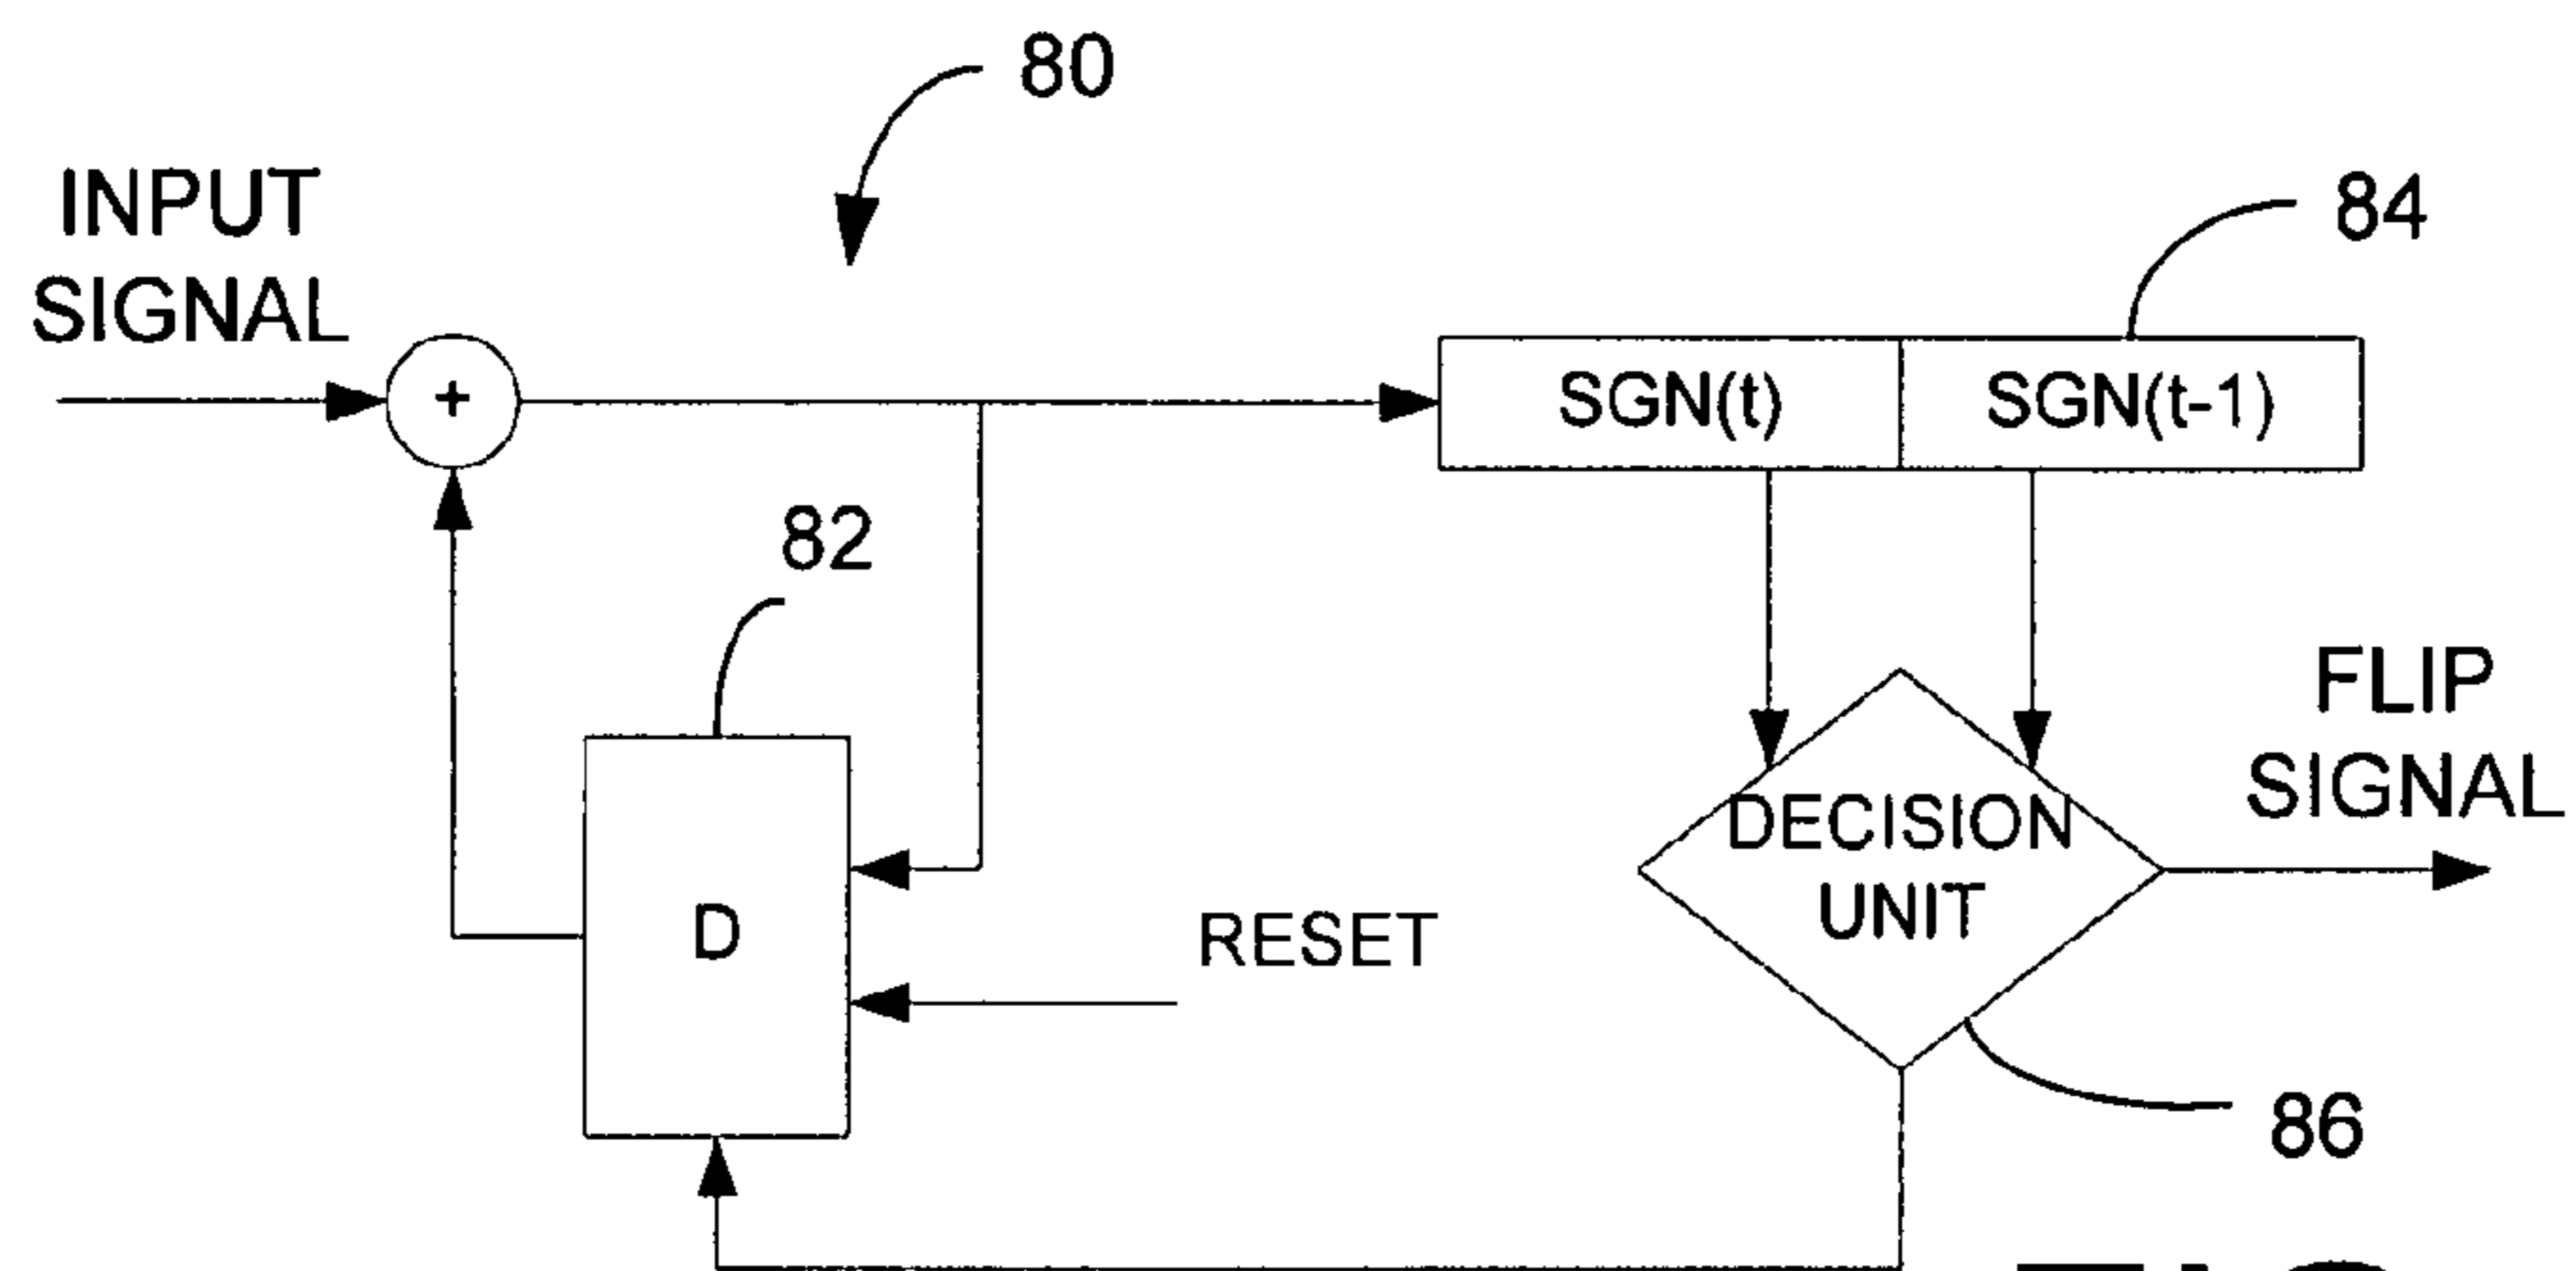 80
INPUT
SIGNAL
84
+
SGN(t)
SGN(t-1)
82
FLIP
SIGNAL
DECISION
UNIT
D
RESET
86